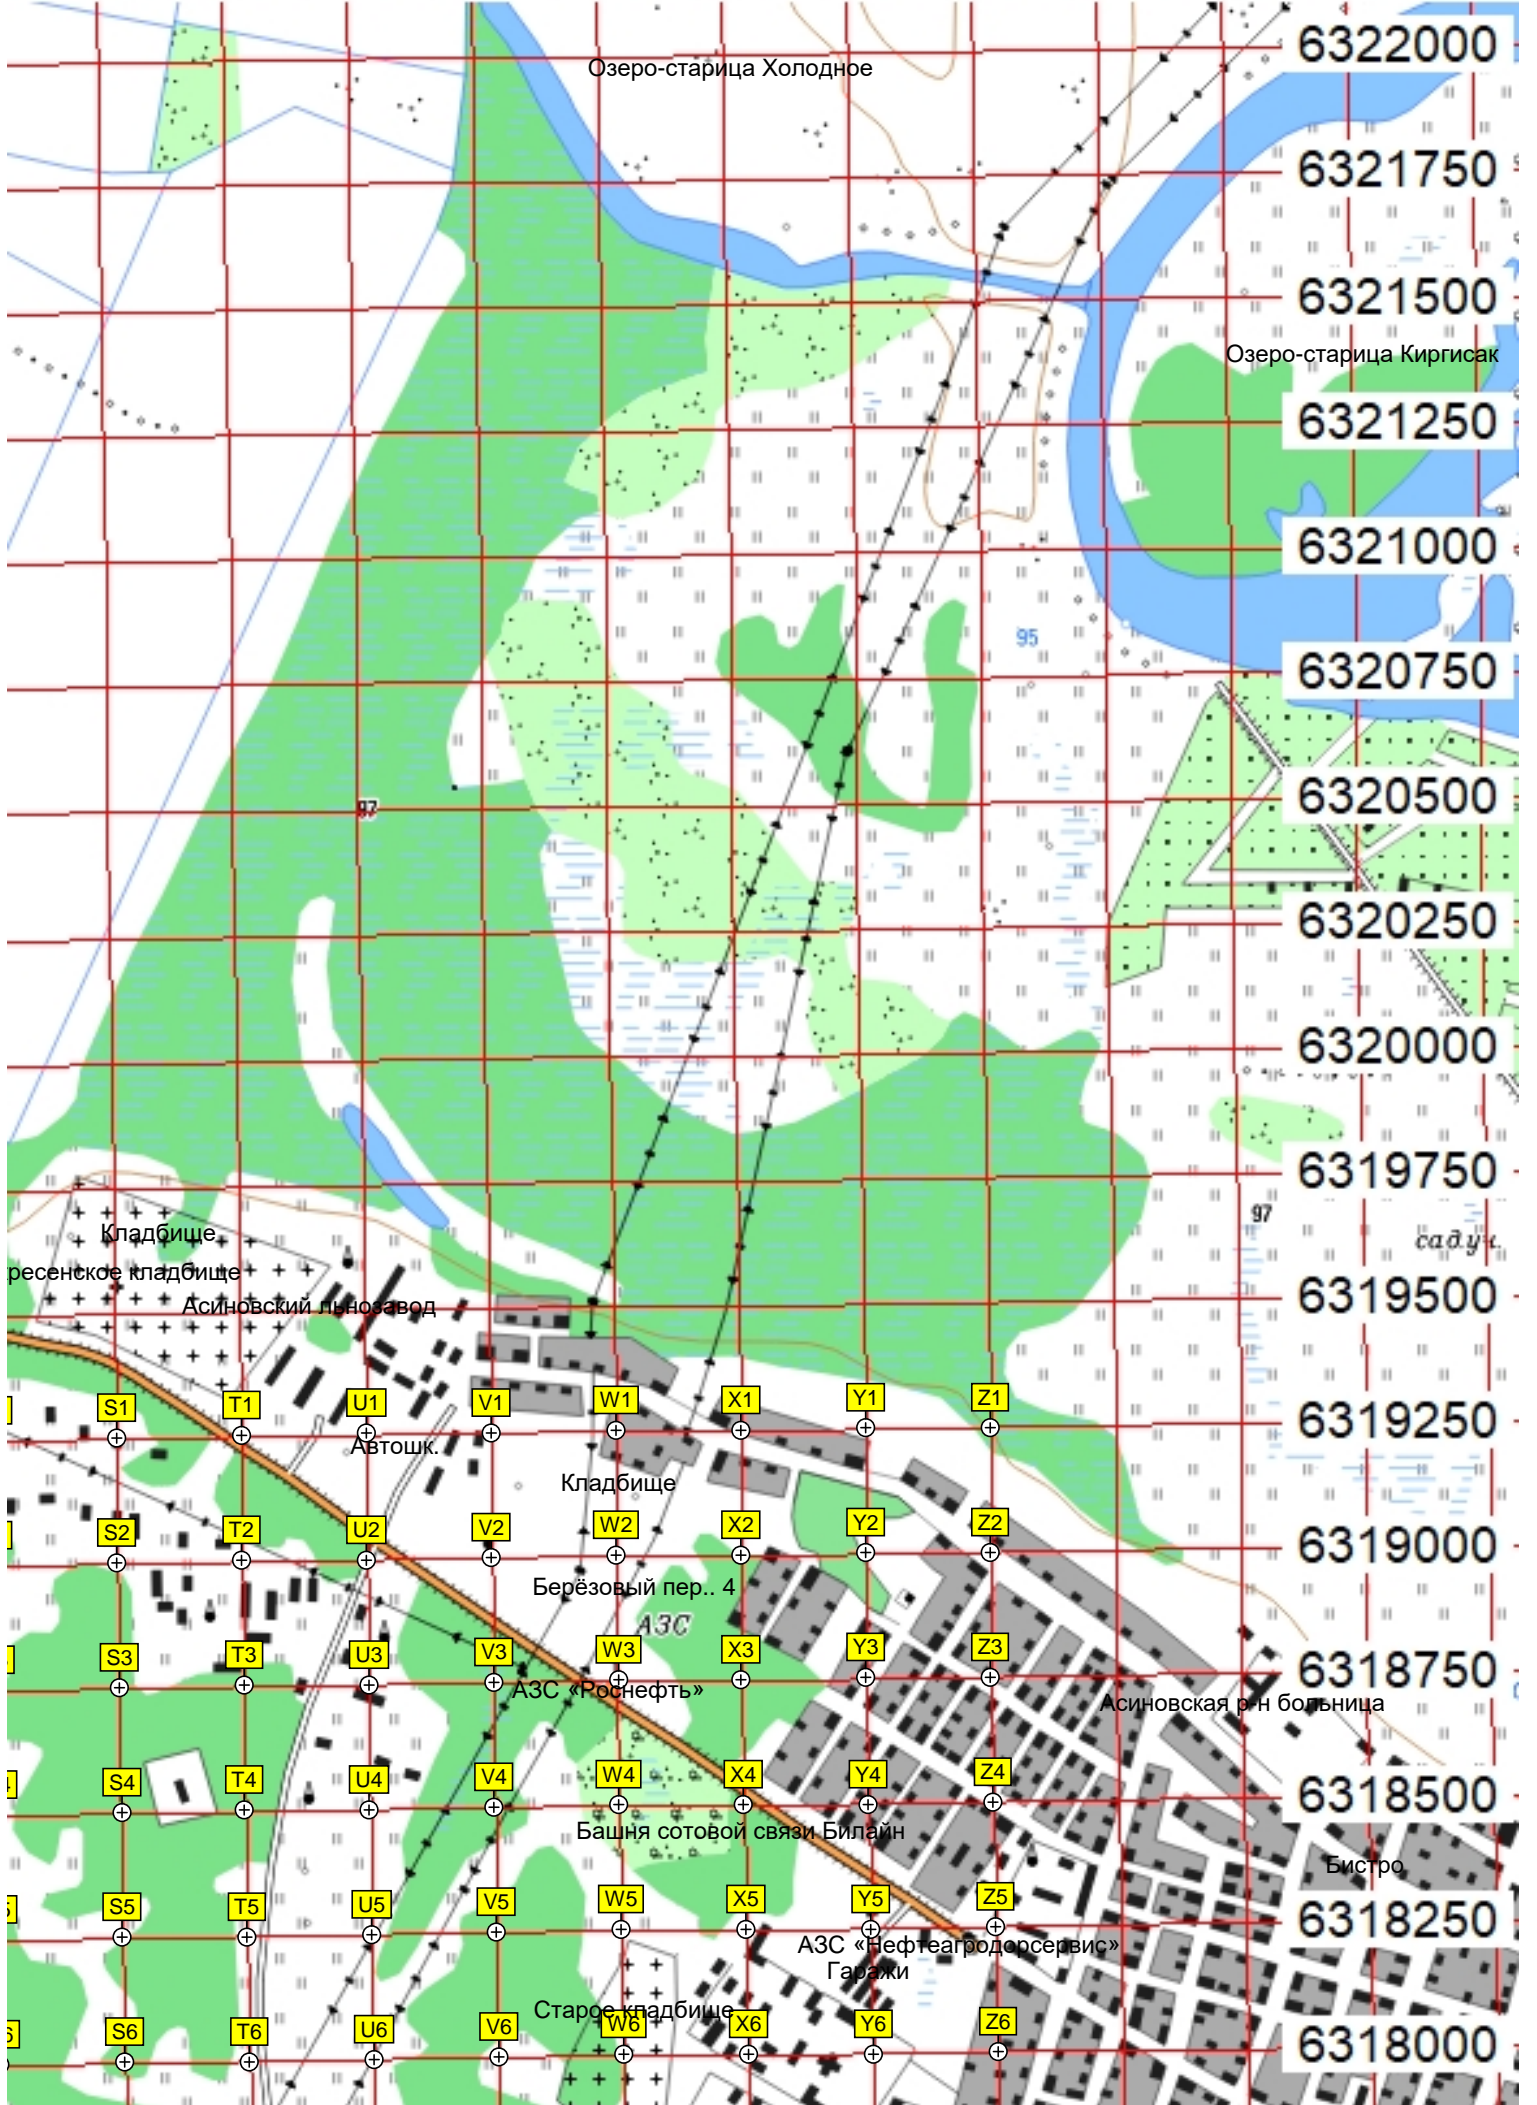 6322000
Озеро-старица Холодное
6321750
6321500
Озеро-старица Киргисак
6321250
6321000
95
6320750
6320500
97
6320250
6320000
6319750
97
Кладбище
сад.уч.
ресенское кладбище
6319500
Асиновский льнозавод
S1 T1 U1 V1 W1 X1 Y1 Z1
6319250
Автошк.
Кладбище
S2 T2 U2 V2 W2 X2 Y2 Z2
6319000
Берёзовый пер.. 4
АЗС
S3 T3 U3 V3 W3 X3 Y3 Z3
6318750
АЗС «Роснефть»
Асиновская р-н больница
4 S4 T4 U4 V4 W4 X4 Y4 Z4
6318500
Башня сотовой связи Билайн
Бистро
5 S5 T5 U5 V5 W5 X5 Y5 Z5
6318250
АЗС «Нефтеагродорсервис»
Гаражи
Старое кладбище
6 S6 T6 U6 V6 W6 X6 Y6 Z6
6318000